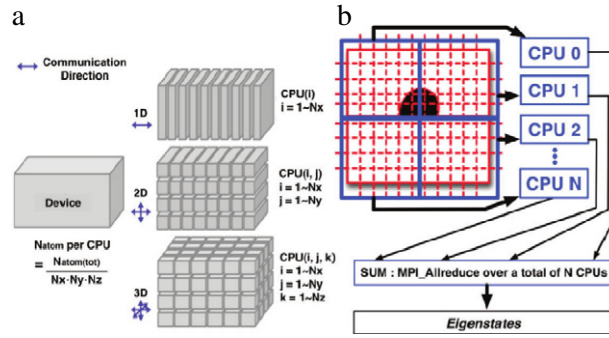 a
Communication
Direction
1D
CPU(i)
i = 1~Nx
Device
2D
CPU(i, j)
i = 1~Nx
j = 1~Ny
Natom per CPU
= Natom(tot)
Nx·Ny·Nz
3D
CPU(i, j, k)
i = 1~Nx
j = 1~Ny
k = 1~Nz
b
CPU 0
CPU 1
CPU 2
CPU N
SUM : MPI_Allreduce over a total of N CPUs
Eigenstates